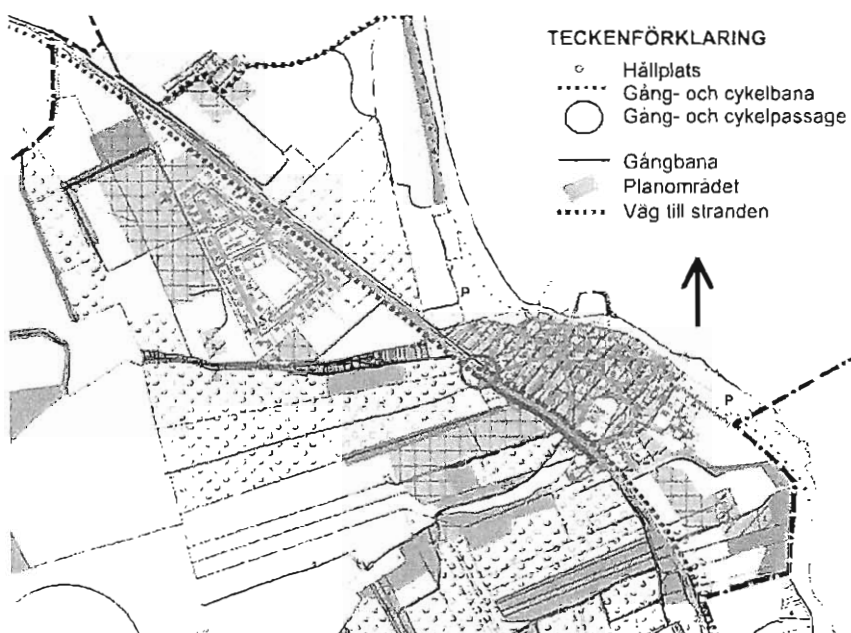 TECKENFÖRKLARING
Hållplats
Gång- och cykelbana
Gång- och cykelpassage
Gångbana
Planområdet
Väg till stranden
P
P